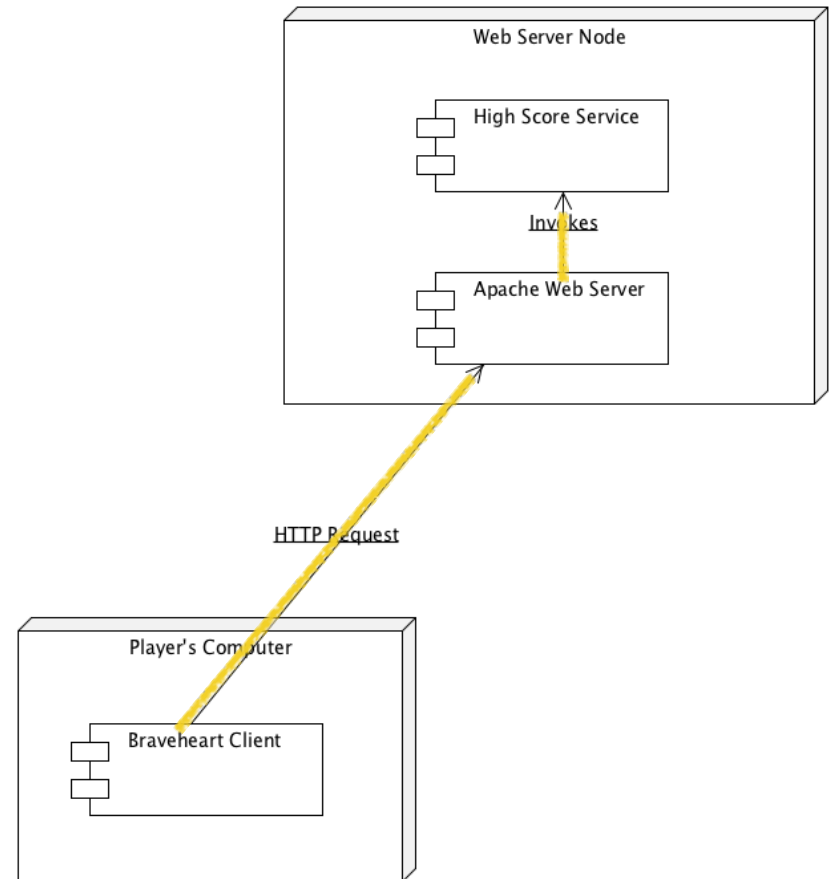 Web Server Node
High Score Service
Invokes
Apache Web Server
HTTP Request
Player's Computer
Braveheart Client